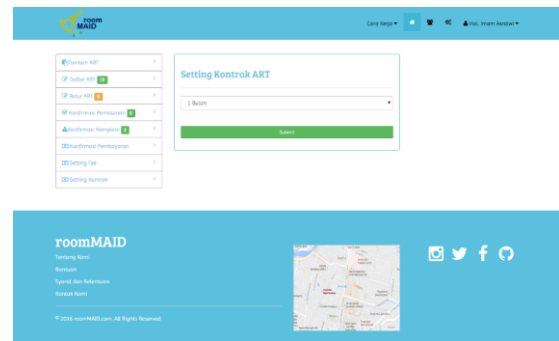 room
MAID
Cara Kerja
Hai, Imam Asnawi
Tambah ART
Daftar ART
Retur ART
Konfirmasi Pemesanan
Konfirmasi Komplain
Konfirmasi Pembayaran
Setting Fee
Setting Kontrak
Setting Kontrak ART
1 Bulan
Submit
roomMAID
Tentang Kami
Bantuan
Syarat dan Ketentuan
Kontak Kami
© 2016 roomMAID.com. All Rights Reserved